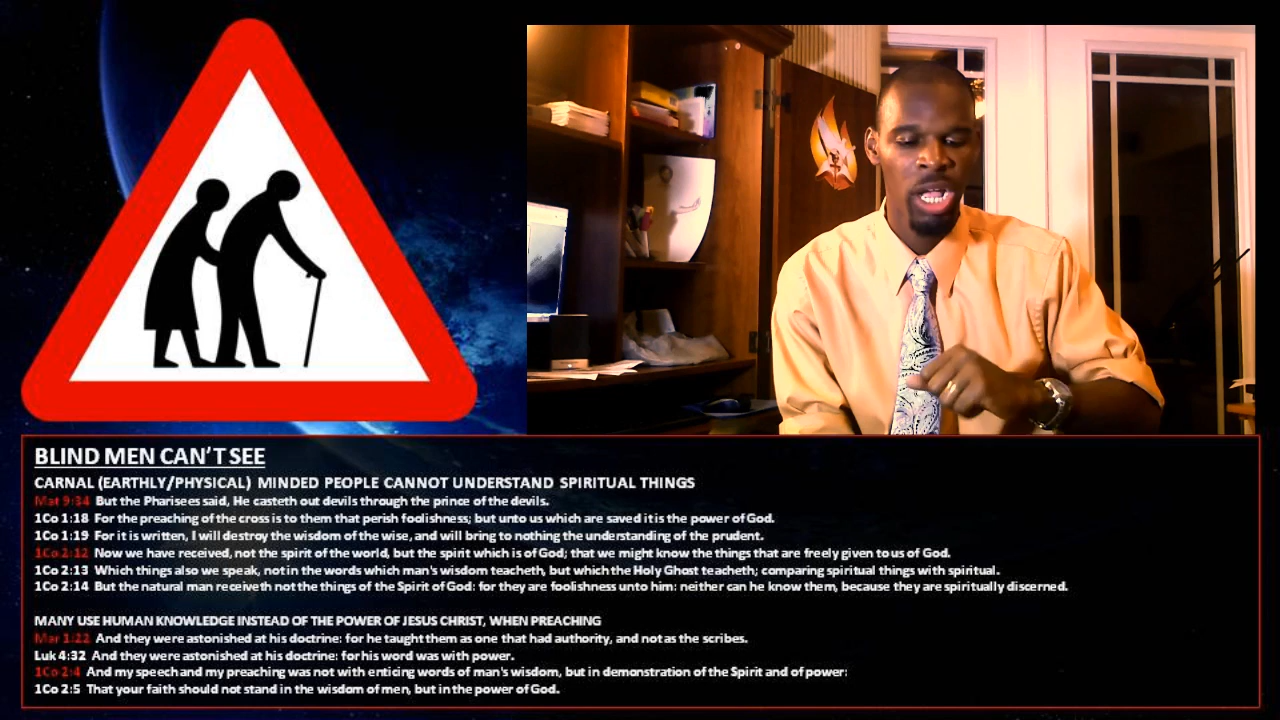 BLIND MEN CAN'T SEE
CARNAL (EARTHLY/PHYSICAL) MINDED PEOPLE CANNOT UNDERSTAND SPIRITUAL THINGS
Mat 9:34 But the Pharisees said, He casteth out devils through the prince of the devils.
1Co 1:18 For the preaching of the cross is to them that perish foolishness; but unto us which are saved it is the power of God.
1Co 1:19 For it is written, I will destroy the wisdom of the wise, and will bring to nothing the understanding of the prudent.
1Co 2:12 Now we have received, not the spirit of the world, but the spirit which is of God; that we might know the things that are freely given to us of God.
1Co 2:13 Which things also we speak, not in the words which man's wisdom teacheth, but which the Holy Ghost teacheth; comparing spiritual things with spiritual.
1Co 2:14 But the natural man receiveth not the things of the Spirit of God: for they are foolishness unto him: neither can he know them, because they are spiritually discerned.
MANY USE HUMAN KNOWLEDGE INSTEAD OF THE POWER OF JESUS CHRIST, WHEN PREACHING
Mar 1:22 And they were astonished at his doctrine: for he taught them as one that had authority, and not as the scribes.
Luk 4:32 And they were astonished at his doctrine: for his word was with power.
1Co 2:4 And my speech and my preaching was not with enticing words of man's wisdom, but in demonstration of the Spirit and of power:
1Co 2:5 That your faith should not stand in the wisdom of men, but in the power of God.